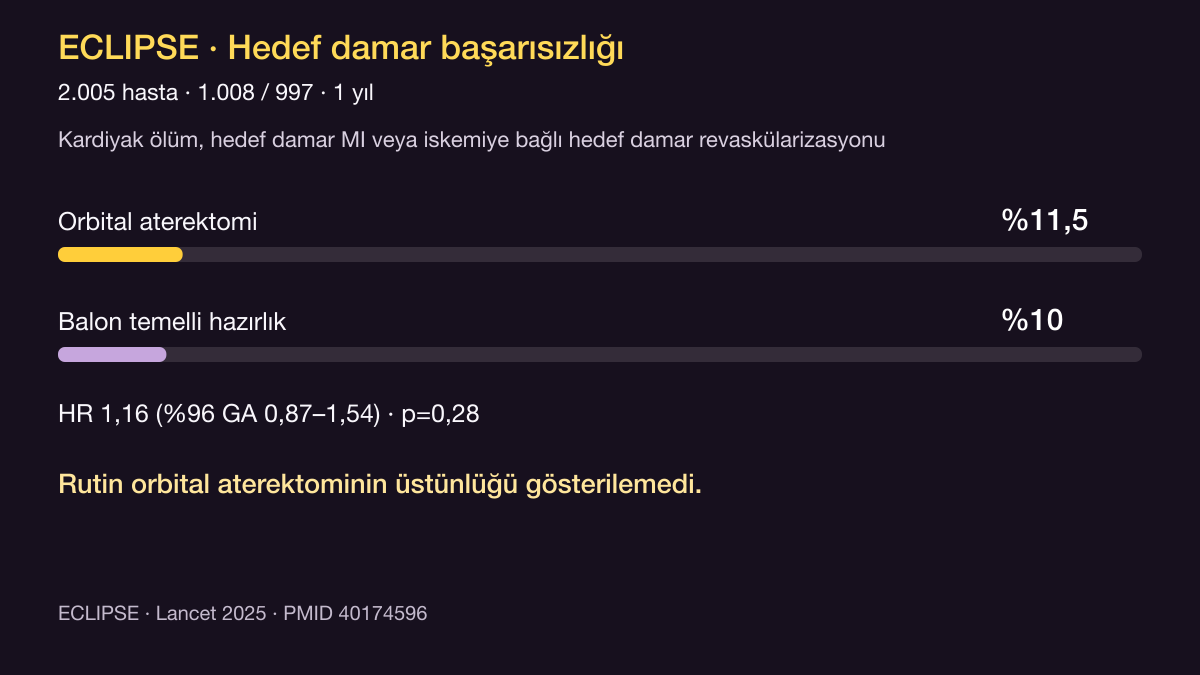 ECLIPSE · Hedef damar başarısızlığı
2.005 hasta · 1.008 / 997 · 1 yıl
Kardiyak ölüm, hedef damar MI veya iskemiye bağlı hedef damar revaskülarizasyonu
Orbital aterektomi %11,5
Balon temelli hazırlık %10
HR 1,16 (%96 GA 0,87–1,54) · p=0,28
Rutin orbital aterektominin üstünlüğü gösterilemedi.
ECLIPSE · Lancet 2025 · PMID 40174596